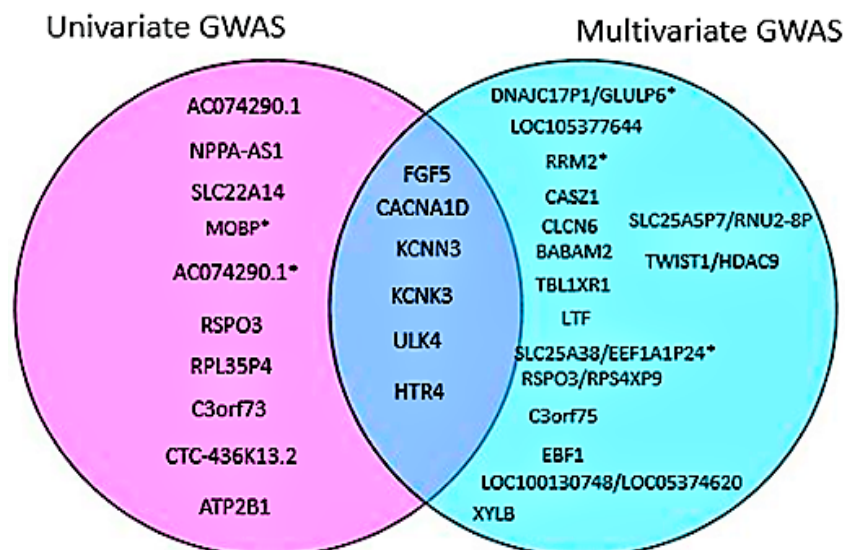 Univariate GWAS
Multivariate GWAS
AC074290.1
NPPA-AS1
SLC22A14
MOBP*
AC074290.1*
RSPO3
RPL35P4
C3orf73
CTC-436K13.2
ATP2B1
FGF5
CACNA1D
KCNN3
KCNK3
ULK4
HTR4
DNAJC17P1/GLULP6*
LOC105377644
RRM2*
CASZ1
CLCN6
BABAM2
TBL1XR1
LTF
SLC25A38/EEF1A1P24*
RSPO3/RPS4XP9
C3orf75
EBF1
LOC100130748/LOC05374620
XYLB
SLC25A5P7/RNU2-8P
TWIST1/HDAC9